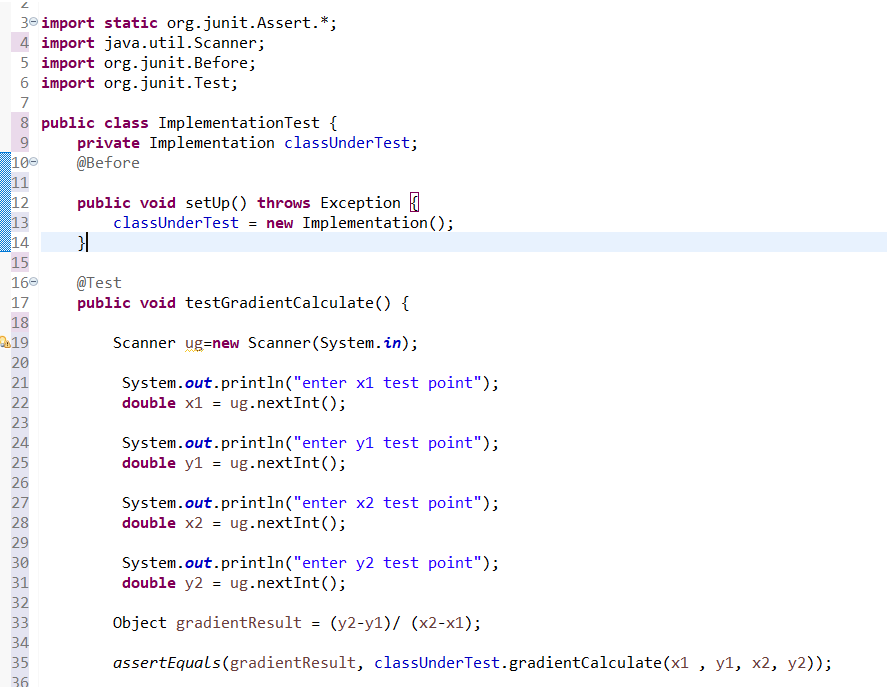 2
3 import static org.junit.Assert.*;
4 import java.util.Scanner;
5 import org.junit.Before;
6 import org.junit.Test;
7
8 public class ImplementationTest {
9 private Implementation classUnderTest;
10 @Before
11
12 public void setUp() throws Exception {
13 classUnderTest = new Implementation();
14 }
15
16 @Test
17 public void testGradientCalculate() {
18
19 Scanner ug=new Scanner(System.in);
20
21 System.out.println("enter x1 test point");
22 double x1 = ug.nextInt();
23
24 System.out.println("enter y1 test point");
25 double y1 = ug.nextInt();
26
27 System.out.println("enter x2 test point");
28 double x2 = ug.nextInt();
29
30 System.out.println("enter y2 test point");
31 double y2 = ug.nextInt();
32
33 Object gradientResult = (y2-y1)/ (x2-x1);
34
35 assertEquals(gradientResult, classUnderTest.gradientCalculate(x1 , y1, x2, y2));
36